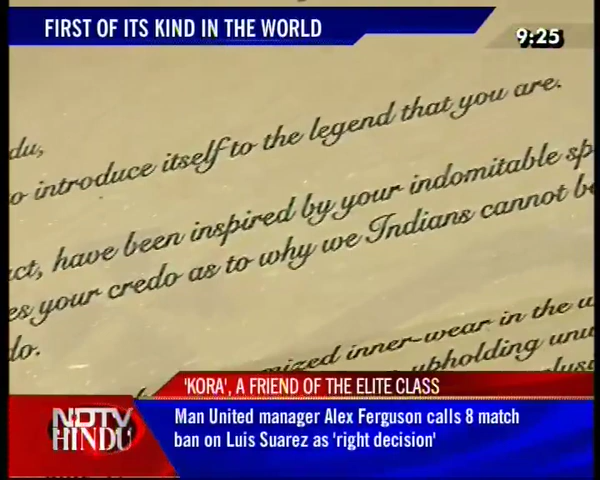 FIRST OF ITS KIND IN THE WORLD
9:25
du,
o introduce itself to the legend that you are.
ct, have been inspired by your indomitable sp
es your credo as to why we Indians cannot b
do.
mized inner-wear in the
upholding unu
'KORA', A FRIEND OF THE ELITE CLASS
NDTV
HINDU
Man United manager Alex Ferguson calls 8 match
ban on Luis Suarez as 'right decision'